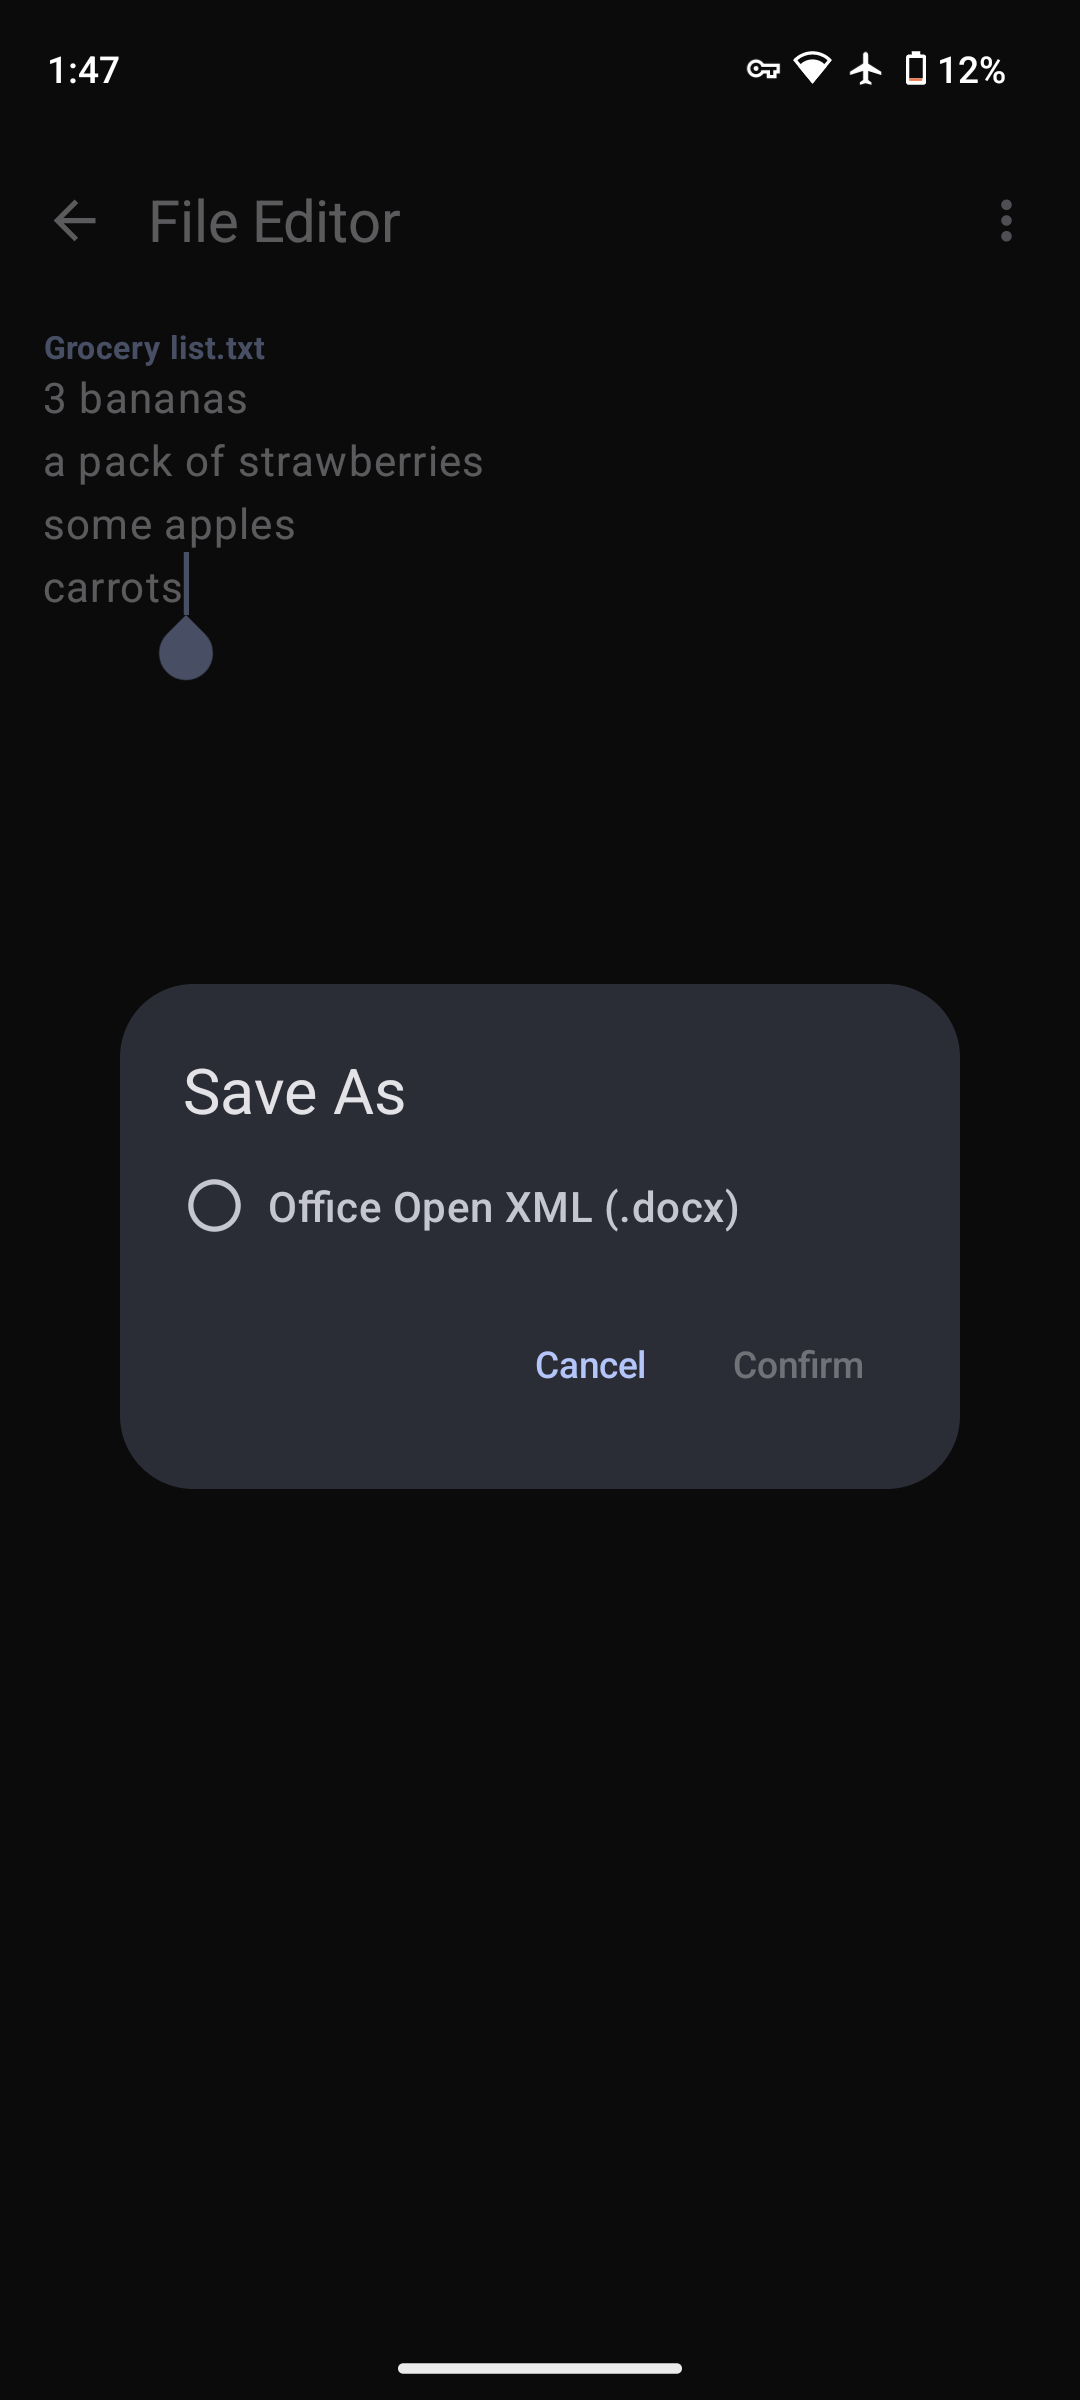 1:47
12%
File Editor
Grocery list.txt
3 bananas
a pack of strawberries
some apples
carrots
Save As
Office Open XML (.docx)
Cancel
Confirm